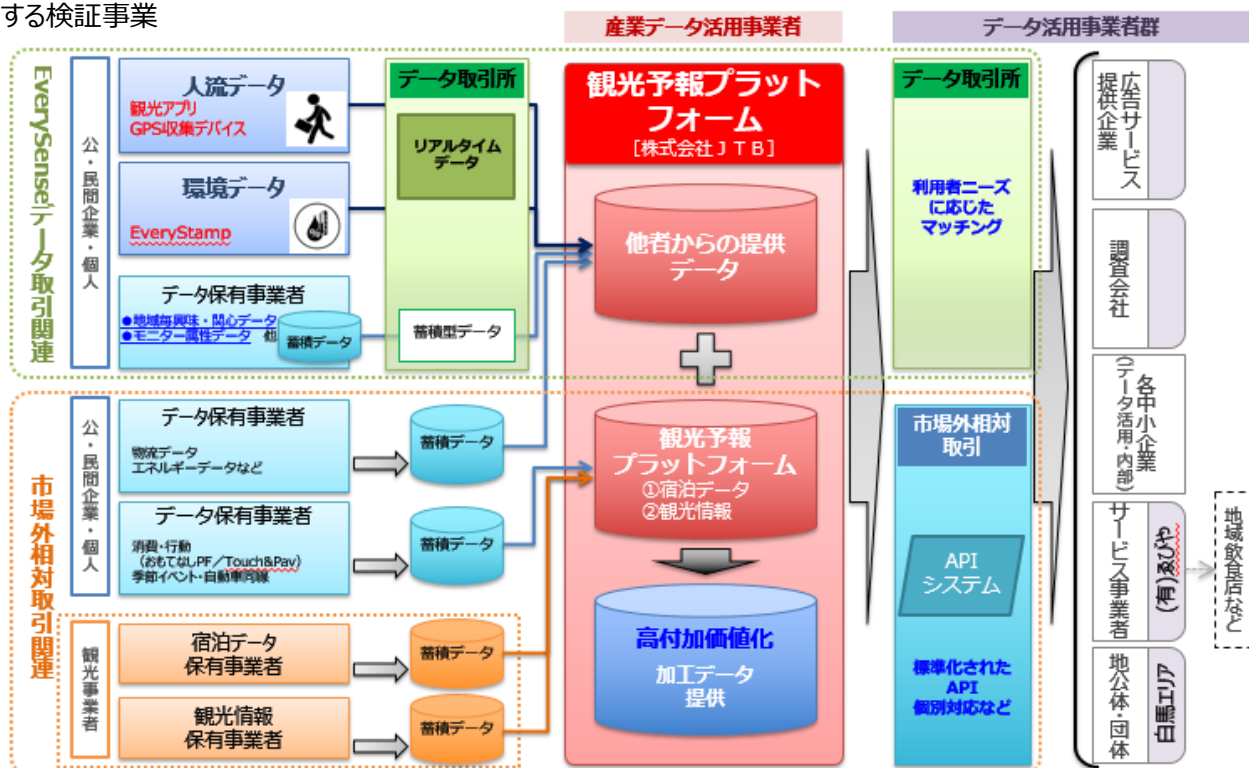 する検証事業
産業データ活用事業者
データ活用事業者群
EverySenseデータ取引関連
公・民間企業・個人
人流データ
観光アプリ
GPS収集デバイス
環境データ
EveryStamp
データ保有事業者
●地域毎興味・関心データ
●モニター属性データ 他
蓄積データ
データ取引所
リアルタイム
データ
蓄積型データ
観光予報プラット
フォーム
[株式会社JTB]
他者からの提供
データ
データ取引所
利用者ニーズ
に応じた
マッチング
市場外相対取引関連
公・民間企業・個人
データ保有事業者
物流データ
エネルギーデータなど
蓄積データ
データ保有事業者
消費・行動
(おもてなしPF/Touch&Pay)
季節イベント・自動車同線
蓄積データ
観光事業者
宿泊データ
保有事業者
蓄積データ
観光情報
保有事業者
蓄積データ
観光予報
プラットフォーム
①宿泊データ
②観光情報
高付加価値化
加工データ
提供
市場外相対
取引
API
システム
標準化された
API
個別対応など
広告サービス
提供企業
調査会社
各中小企業
(データ活用・内部)
サービス事業者
(有)ゑびや
地域飲食店など
地公体・団体
白馬エリア